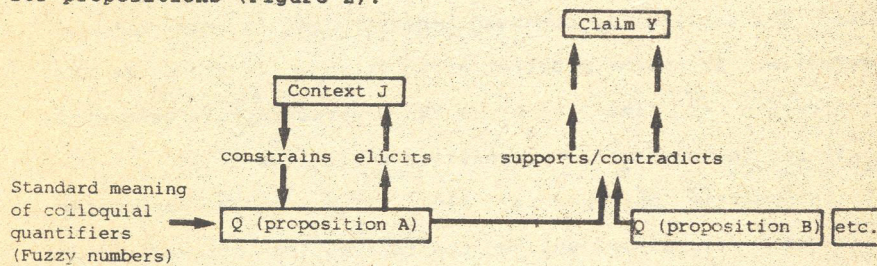 for propositions (Figure 2).
Claim Y
Context J
constrains elicits
supports/contradicts
Standard meaning
of colloquial
quantifiers
(Fuzzy numbers)
Q (proposition A)
Q (proposition B)
etc.